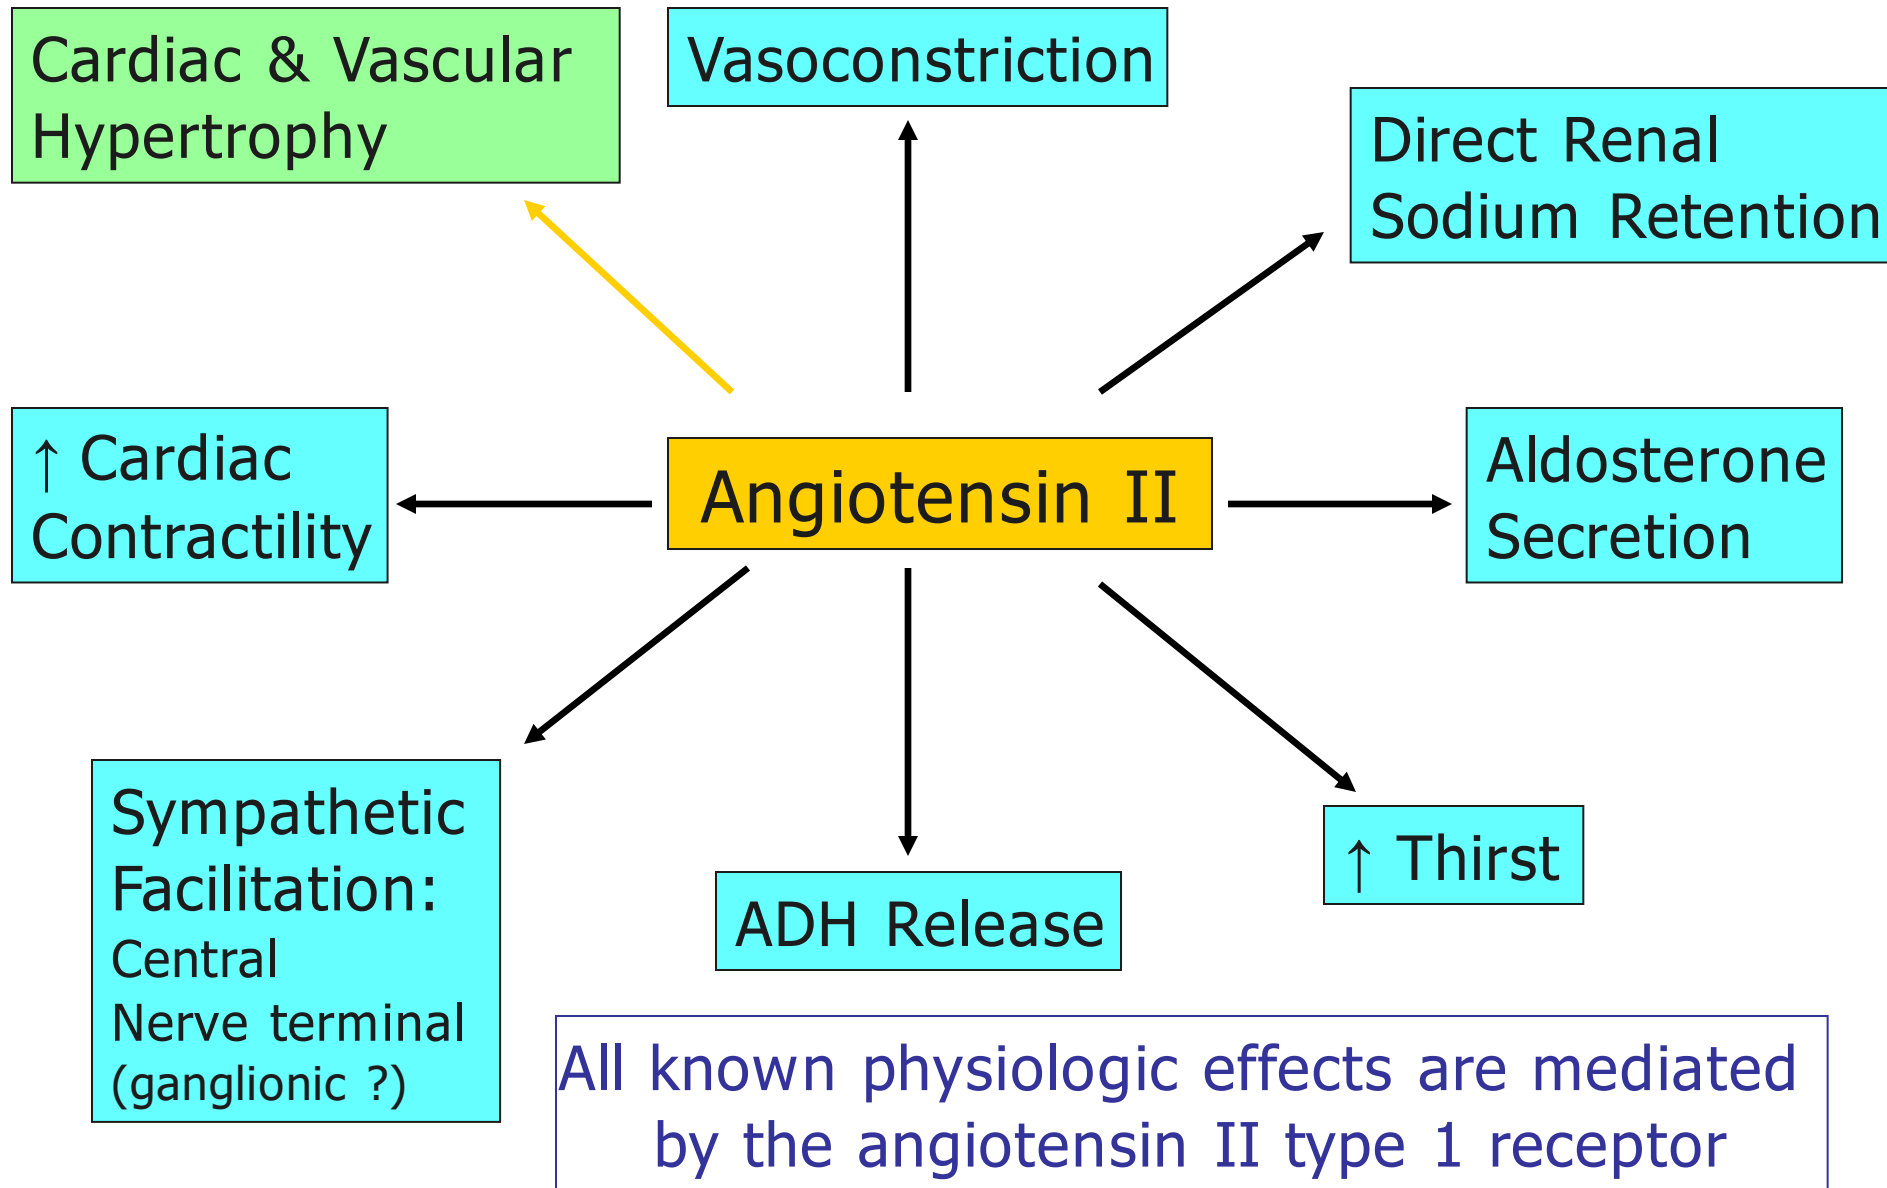 Cardiac & Vascular
Hypertrophy
Vasoconstriction
Direct Renal
Sodium Retention
↑ Cardiac
Contractility
Angiotensin II
Aldosterone
Secretion
Sympathetic
Facilitation:
Central
Nerve terminal
(ganglionic ?)
ADH Release
↑ Thirst
All known physiologic effects are mediated
by the angiotensin II type 1 receptor